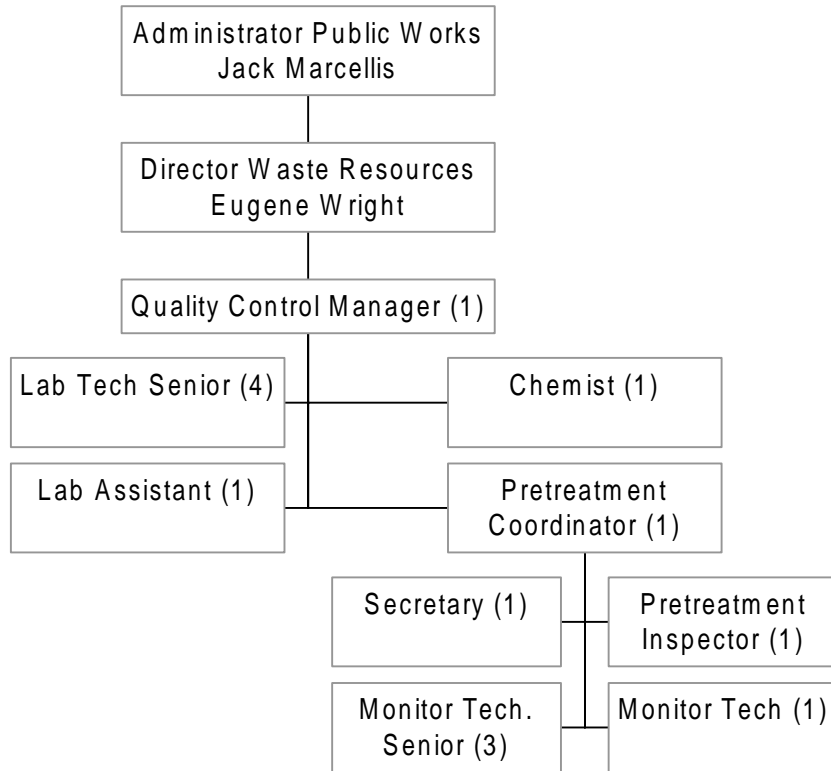 Administrator Public Works
Jack Marcellis
Director Waste Resources
Eugene Wright
Quality Control Manager (1)
Lab Tech Senior (4)
Chemist (1)
Lab Assistant (1)
Pretreatment
Coordinator (1)
Secretary (1)
Pretreatment
Inspector (1)
Monitor Tech.
Senior (3)
Monitor Tech (1)